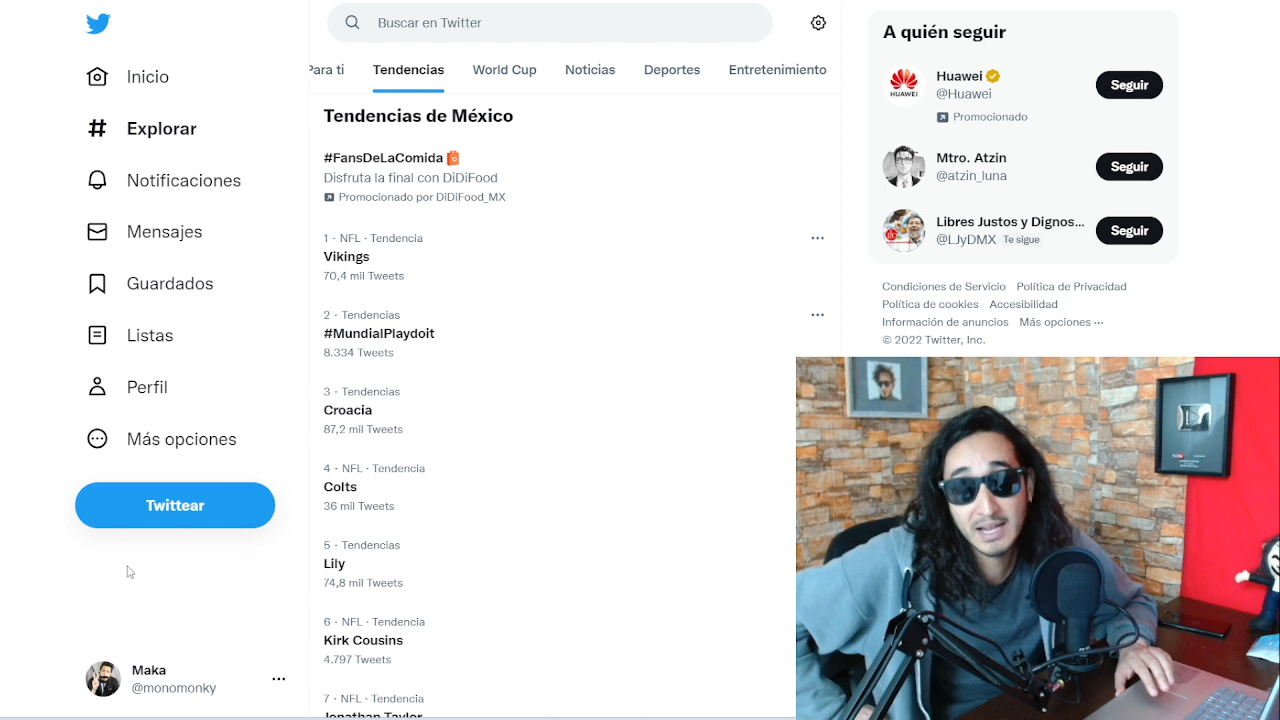 Inicio
Explorar
Notificaciones
Mensajes
Guardados
Listas
Perfil
Más opciones
Twittear
Maka
@monomonky
Buscar en Twitter
Para ti
Tendencias
World Cup
Noticias
Deportes
Entretenimiento
Tendencias de México
#FansDeLaComida
Disfruta la final con DiDiFood
Promocionado por DiDiFood_MX
1 · NFL · Tendencia
Vikings
70,4 mil Tweets
2 · Tendencias
#MundialPlaydoit
8.334 Tweets
3 · Tendencias
Croacia
87,2 mil Tweets
4 · NFL · Tendencia
Colts
36 mil Tweets
5 · Tendencias
Lily
74,8 mil Tweets
6 · NFL · Tendencia
Kirk Cousins
4.797 Tweets
7 · NFL · Tendencia
Jonathan Taylor
A quién seguir
HUAWEI
Huawei
@Huawei
Promocionado
Seguir
Mtro. Atzin
@atzin_luna
Seguir
Libres Justos y Dignos...
@LJyDMX Te sigue
Seguir
Condiciones de Servicio Política de Privacidad
Política de cookies Accesibilidad
Información de anuncios Más opciones ···
© 2022 Twitter, Inc.